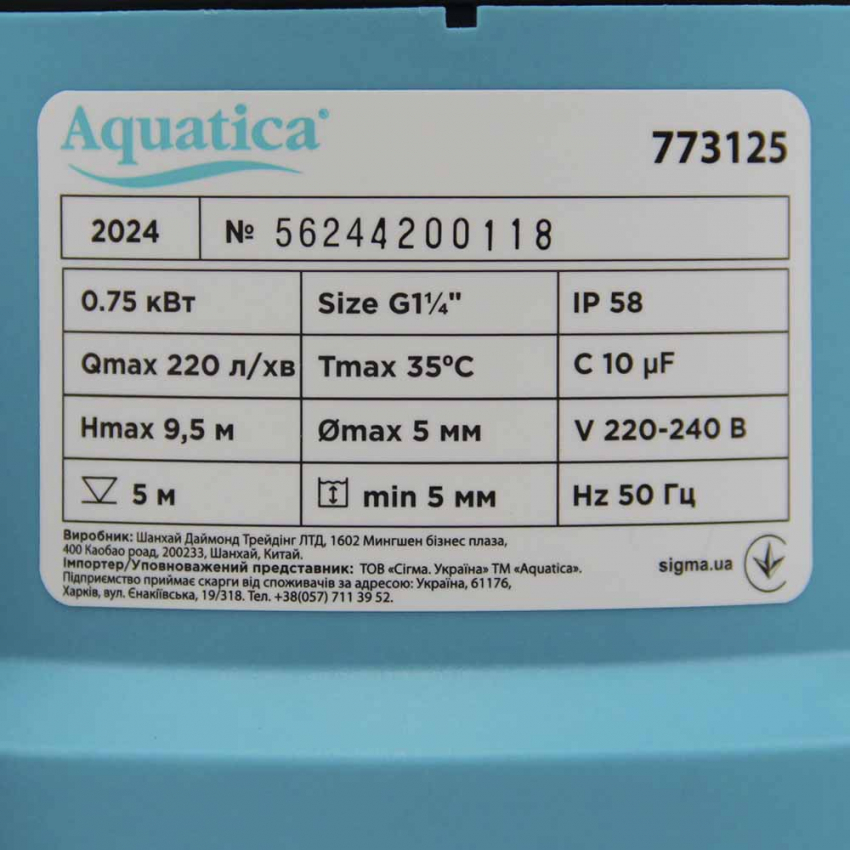 Aquatica®
773125
2024
№ 56244200118
0.75 кВт
Size G1¼"
IP 58
Qmax 220 л/хв
Tmax 35°C
C 10 µF
Hmax 9,5 м
Ømax 5 мм
V 220-240 В
5 м
min 5 мм
Hz 50 Гц
Виробник: Шанхай Даймонд Трейдінг ЛТД, 1602 Мингшен бізнес плаза,
400 Каобао роад, 200233, Шанхай, Китай.
Імпортер/Уповноважений представник: ТОВ «Сігма. Україна» ТМ «Aquatica».
Підприємство приймає скарги від споживачів за адресою: Україна, 61176,
Харків, вул. Єнакіївська, 19/318. Тел. +38(057) 711 39 52.
sigma.ua